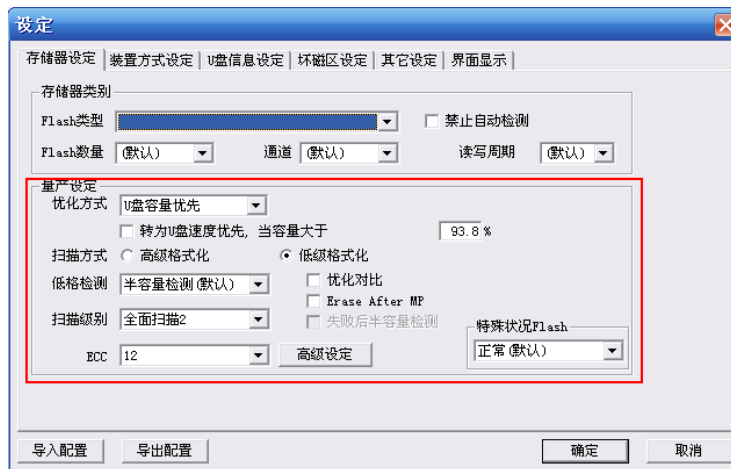 设定
存储器设定 装置方式设定 U盘信息设定 坏磁区设定 其它设定 界面显示
存储器类别
Flash类型 禁止自动检测
Flash数量 (默认) 通道 (默认) 读写周期 (默认)
量产设定
优化方式 U盘容量优先
转为U盘速度优先, 当容量大于 93.8 %
扫描方式 高级格式化 低级格式化
低格检测 半容量检测(默认) 优化对比
Erase After MP
扫描级别 全面扫描2 失败后半容量检测 特殊状况Flash
正常(默认)
ECC 12 高级设定
导入配置 导出配置 确定 取消